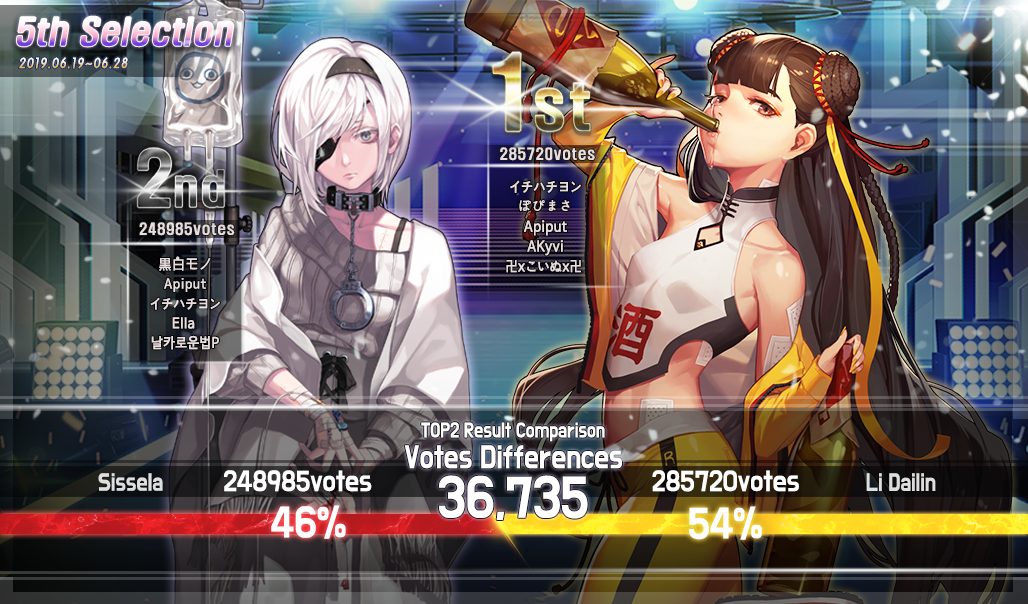 5th Selection
2019.06.19~06.28
2nd
248985votes
黒白モノ
Apiput
イチハチヨン
Ella
날카로운법P
1st
285720votes
イチハチヨン
ぽぴまさ
Apiput
AKyvi
卍xこいぬx卍
酒
R
TOP2 Result Comparison
Votes Differences
36,735
Sissela
248985votes
46%
285720votes
Li Dailin
54%